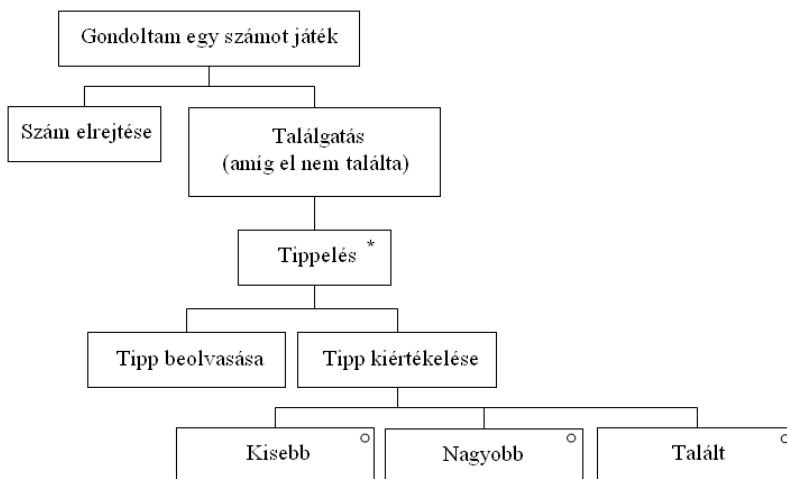 Gondoltam egy számot játék
Szám elrejtése
Találgatás
(amíg el nem találta)
Tippelés *
Tipp beolvasása
Tipp kiértékelése
Kisebb
Nagyobb
Talált